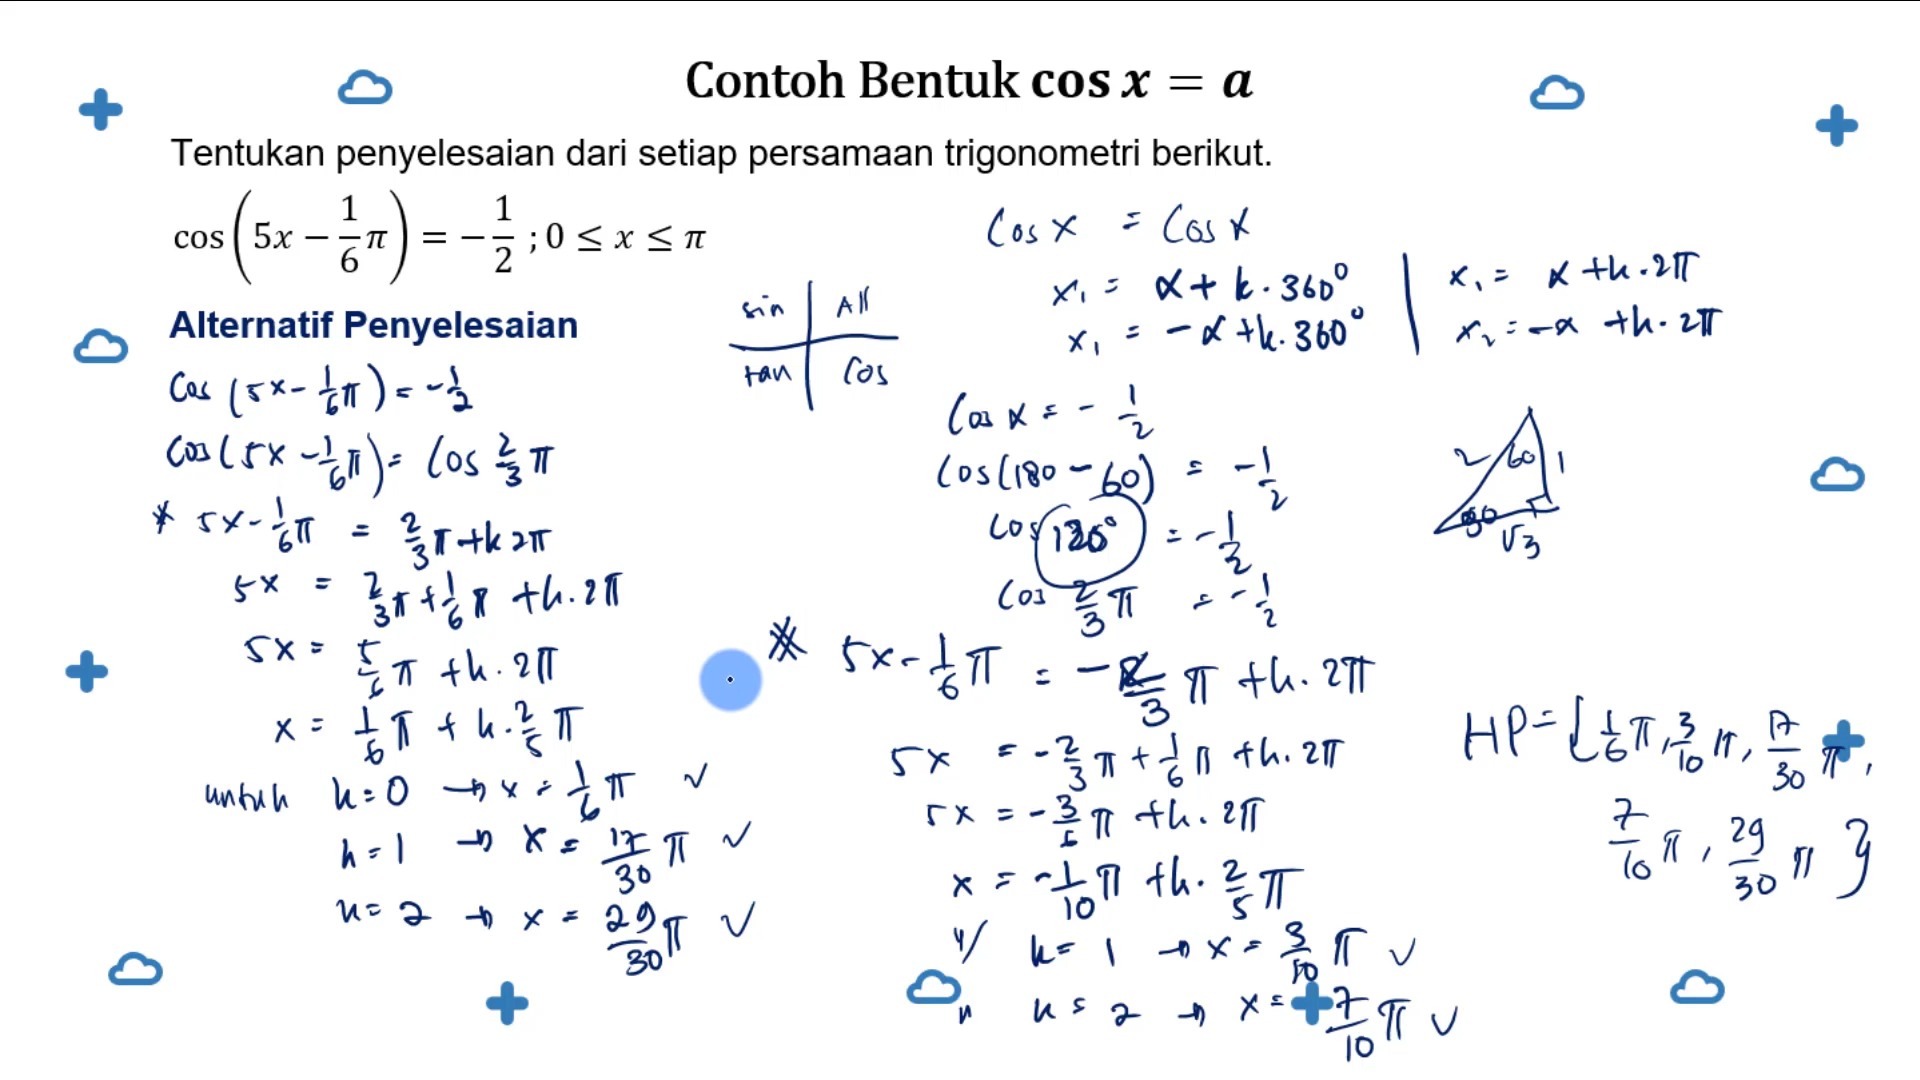 Contoh Bentuk cos x = a
Tentukan penyelesaian dari setiap persamaan trigonometri berikut.
cos(5x − 1/6 π) = −1/2 ; 0 ≤ x ≤ π
Alternatif Penyelesaian
Cos (5x - 1/6 π) = -1/2
Cos (5x - 1/6 π) = Cos 2/3 π
* 5x - 1/6 π = 2/3 π + k 2π
5x = 2/3 π + 1/6 π + k. 2π
5x = 5/6 π + k. 2π
x = 1/6 π + k. 2/5 π
untuk k = 0 → x = 1/6 π ✓
k = 1 → x = 17/30 π ✓
k = 2 → x = 29/30 π ✓
sin | All
tan | Cos
Cos x = Cos α
x₁ = α + k. 360°
x₁ = -α + k. 360°
x₁ = α + k. 2π
x₂ = -α + k. 2π
Cos α = - 1/2
Cos (180 - 60) = -1/2
Cos 120° = -1/2
Cos 2/3 π = -1/2
2 60 1
30 √3
* 5x - 1/6 π = -2/3 π + k. 2π
5x = -2/3 π + 1/6 π + k. 2π
5x = -3/6 π + k. 2π
x = -1/10 π + k. 2/5 π
u/ k = 1 → x = 3/10 π ✓
" k = 2 → x = 7/10 π ✓
HP = { 1/6 π, 3/10 π, 17/30 π,
7/10 π, 29/30 π }